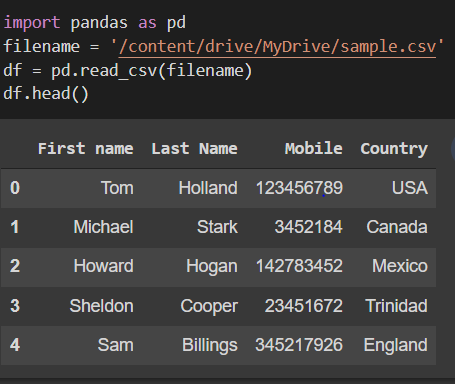 import pandas as pd
filename = '/content/drive/MyDrive/sample.csv'
df = pd.read_csv(filename)
df.head()
First name Last Name Mobile Country
0 Tom Holland 123456789 USA
1 Michael Stark 3452184 Canada
2 Howard Hogan 142783452 Mexico
3 Sheldon Cooper 23451672 Trinidad
4 Sam Billings 345217926 England